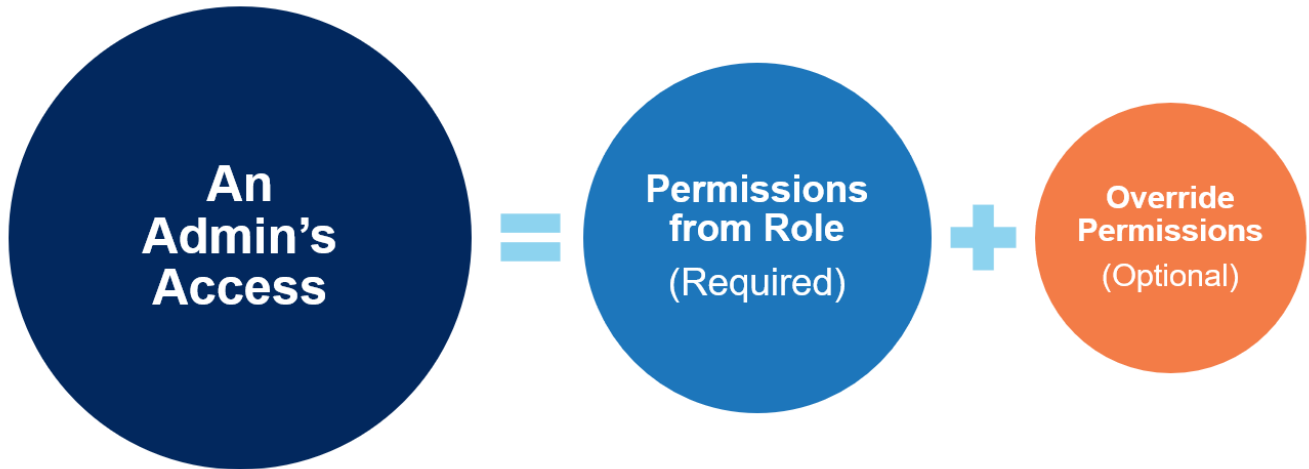 An
Admin’s
Access
=
Permissions
from Role
(Required)
+
Override
Permissions
(Optional)